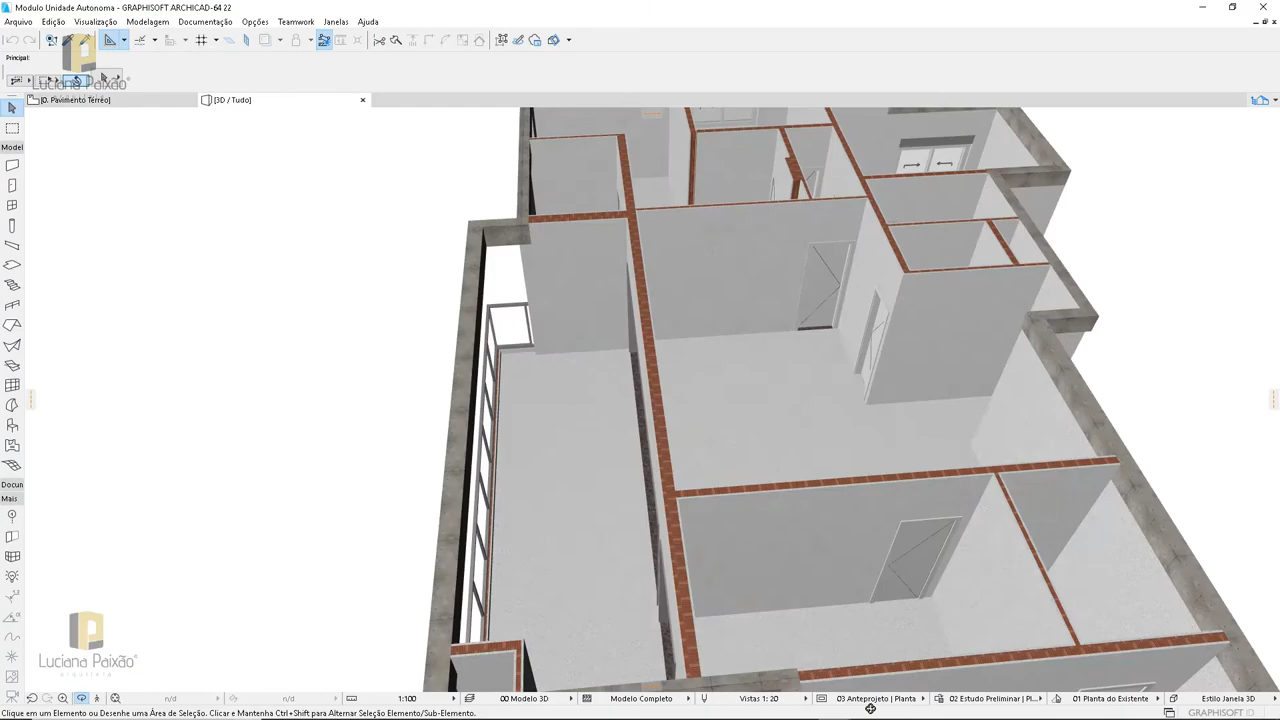 Modulo Unidade Autonoma - GRAPHISOFT ARCHICAD-64 22
Arquivo Edição Visualização Modelagem Documentação Opções Teamwork Janelas Ajuda
Principal:
Luciana Paixão®
[0. Pavimento Térreo] [3D / Tudo]
Model
Docun
Mais
Luciana Paixão®
arquiteta
n/d n/d 1:100 00 Modelo 3D Modelo Completo Vistas 1: 20 03 Anteprojeto | Planta 02 Estudo Preliminar | Pl... 01 Planta do Existente Estilo Janela 3D
Clique em um Elemento ou Desenhe uma Área de Selecção. Clicar e Mantenha Ctrl+Shift para Alternar Seleção Elemento/Sub-Elemento.
GRAPHISOFT ID